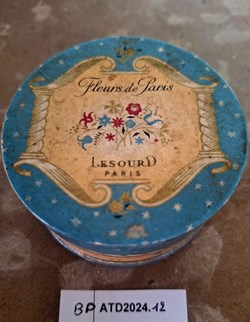 Fleurs de Paris
LESOURD
PARIS
BP ATD2024.12